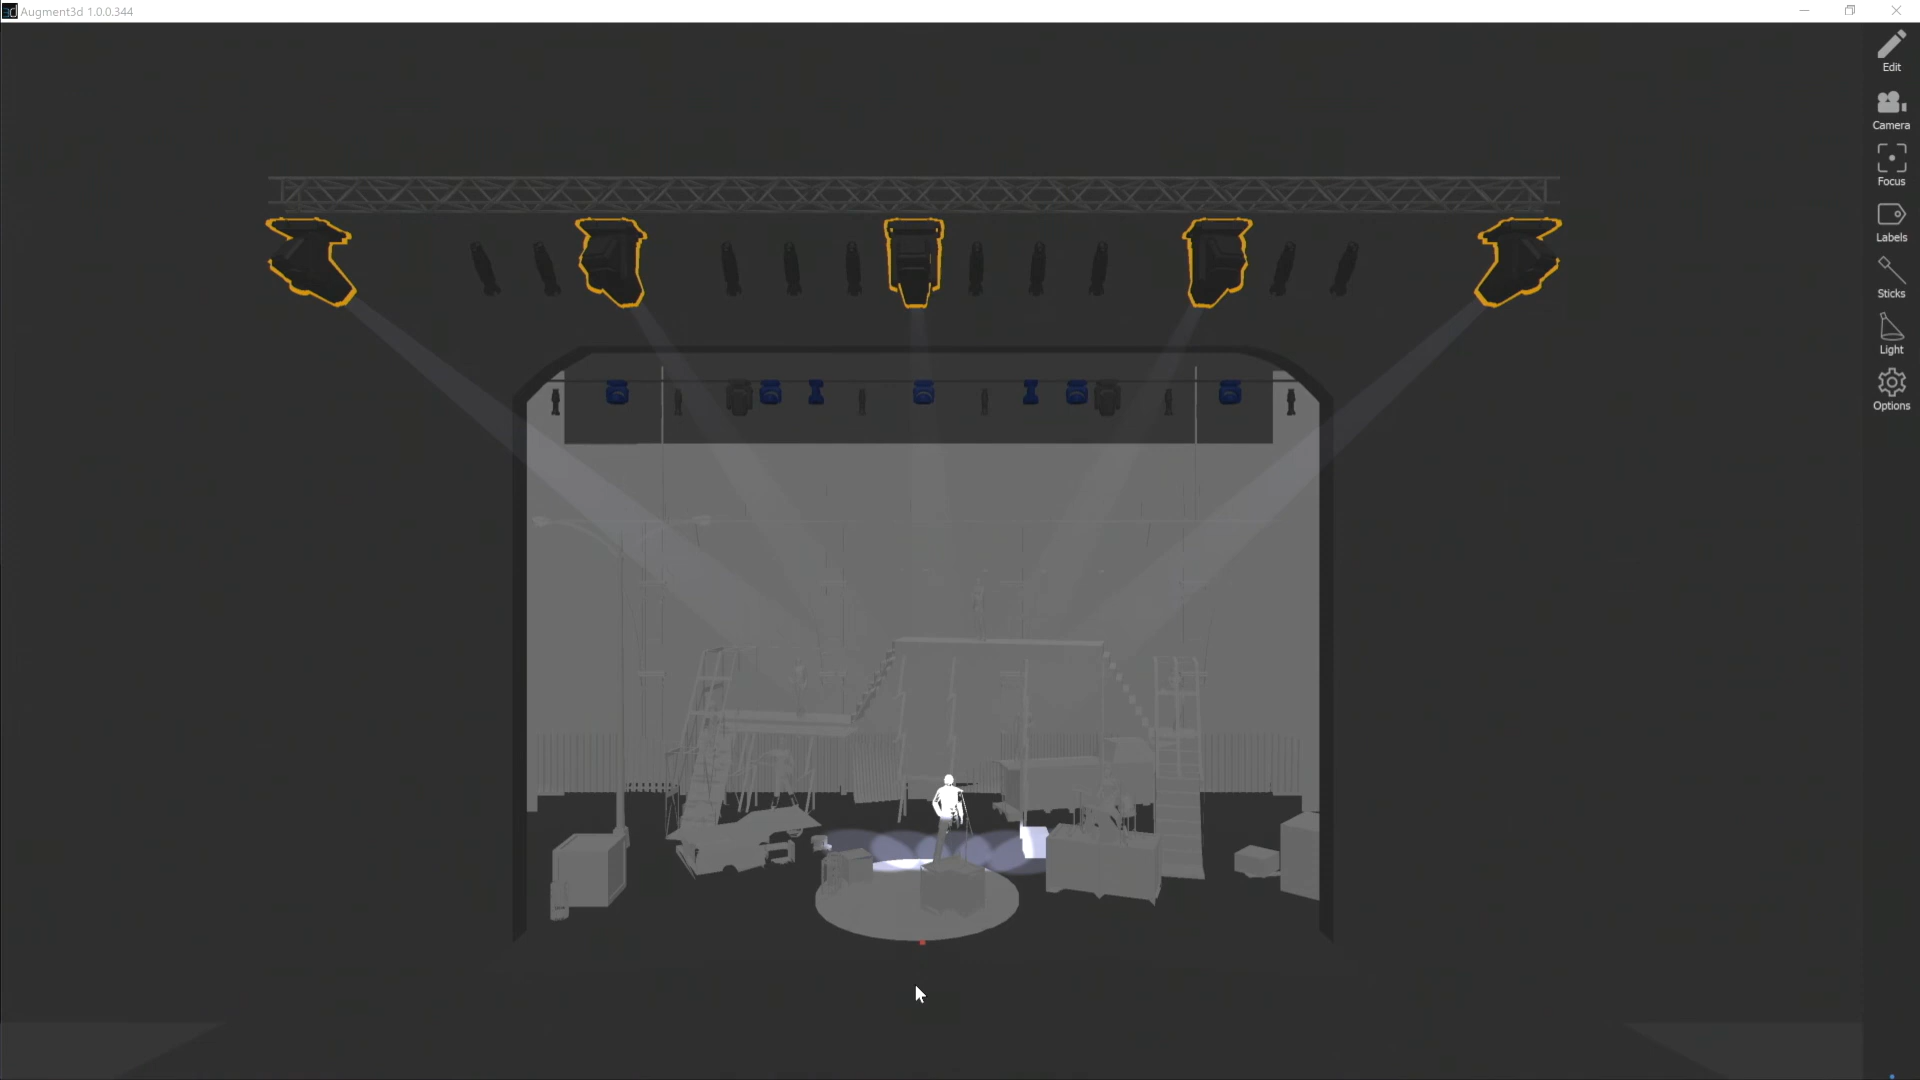 Augment3d 1.0.0.344
Edit
Camera
Focus
Labels
Sticks
Light
Options